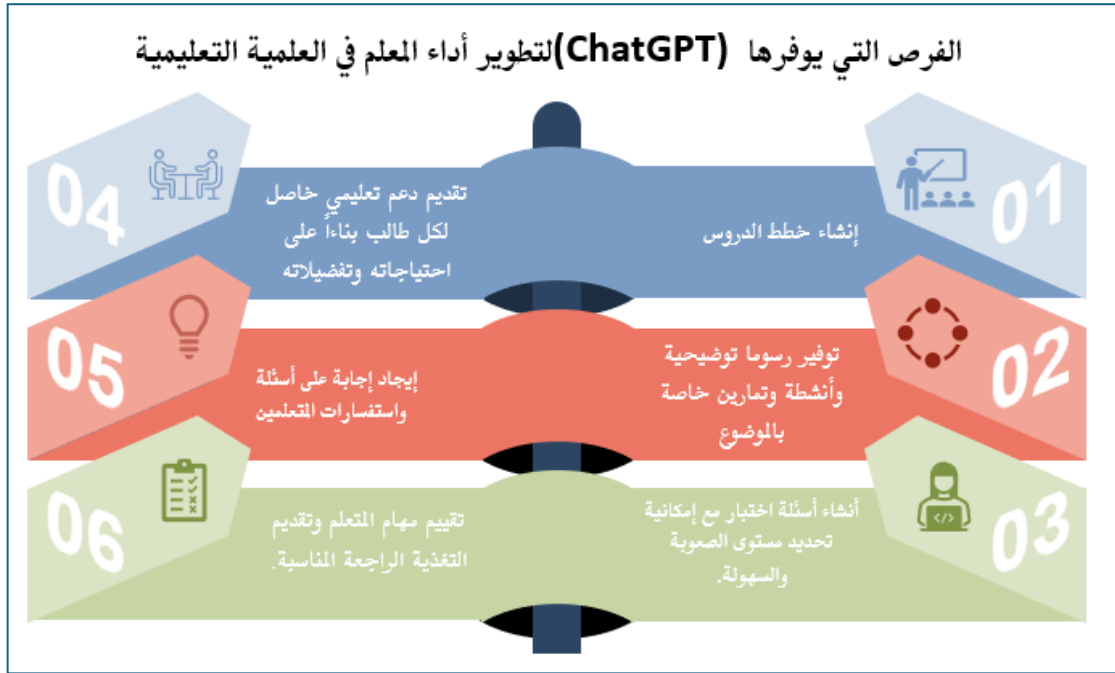 الفرص التي يوفرها (ChatGPT)لتطوير أداء المعلم في العلمية التعليمية
01
إنشاء خطط الدروس
02
توفير رسوما توضيحية
وأنشطة وتمارين خاصة
بالموضوع
03
أنشاء أسئلة اختبار مع إمكانية
تحديد مستوى الصعوبة
والسهولة.
04
تقديم دعم تعليمي خاصل
لكل طالب بناءاً على
احتياجاته وتفضيلاته
05
إيجاد إجابة على أسئلة
واستفسارات المتعلمين
06
تقييم مهام المتعلم وتقديم
التغذية الراجعة المناسبة.